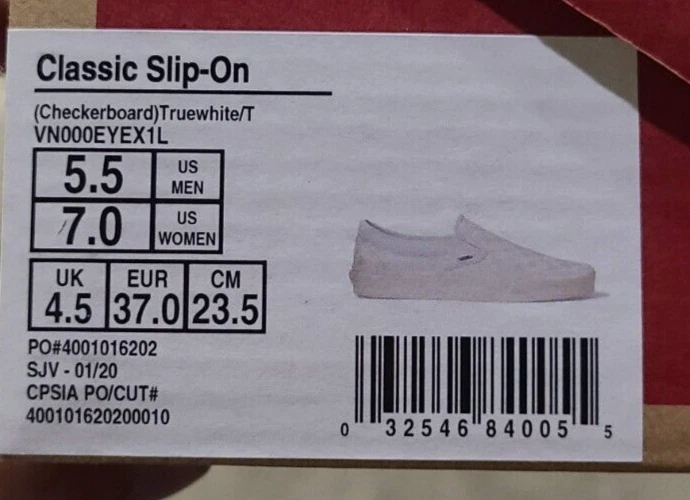 Classic Slip-On
(Checkerboard)Truewhite/T
VN000EYEX1L
5.5 US MEN
7.0 US WOMEN
UK EUR CM
4.5 37.0 23.5
PO#4001016202
SJV - 01/20
CPSIA PO/CUT#
400101620200010
0 32546 84005 5